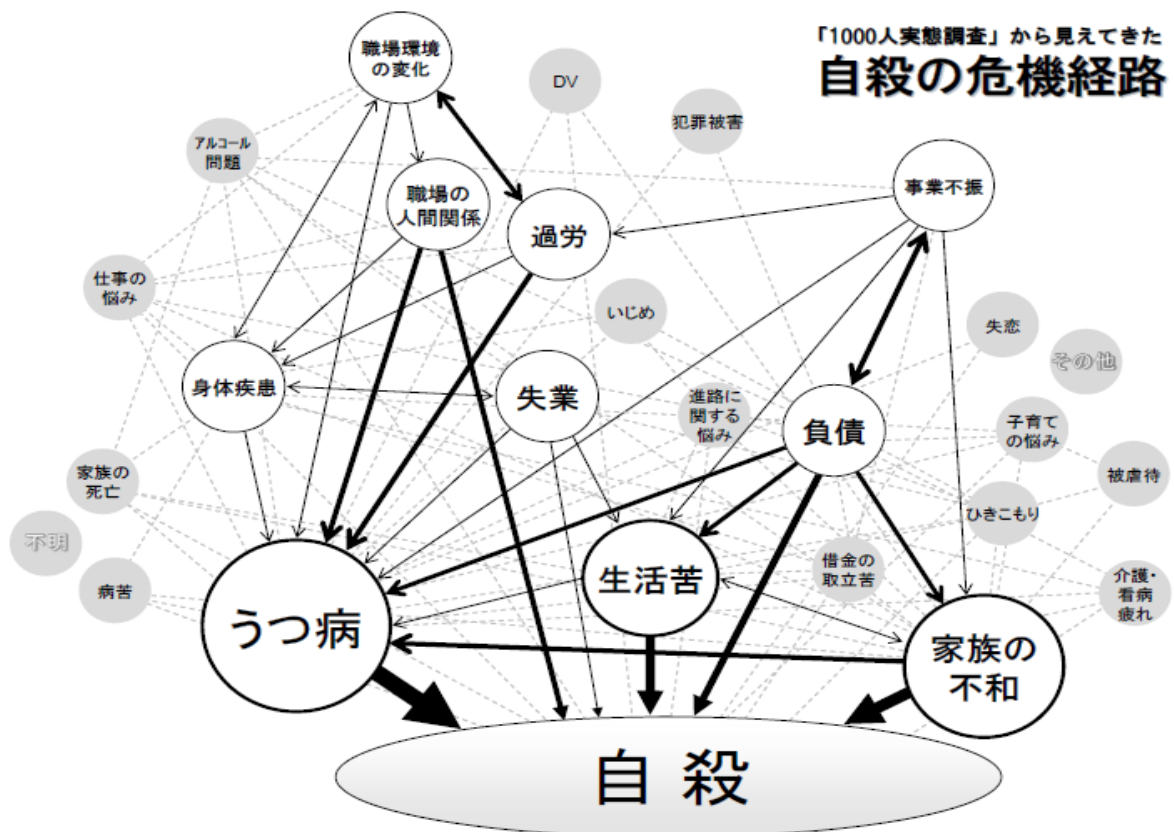 「1000人実態調査」から見えてきた
自殺の危機経路
職場環境
の変化
DV
犯罪被害
アルコール
問題
職場の
人間関係
過労
事業不振
仕事の
悩み
いじめ
失恋
その他
身体疾患
失業
進路に
関する
悩み
負債
子育て
の悩み
家族の
死亡
被虐待
ひきこもり
不明
病苦
うつ病
生活苦
借金の
取立苦
介護・
看病
疲れ
家族の
不和
自殺